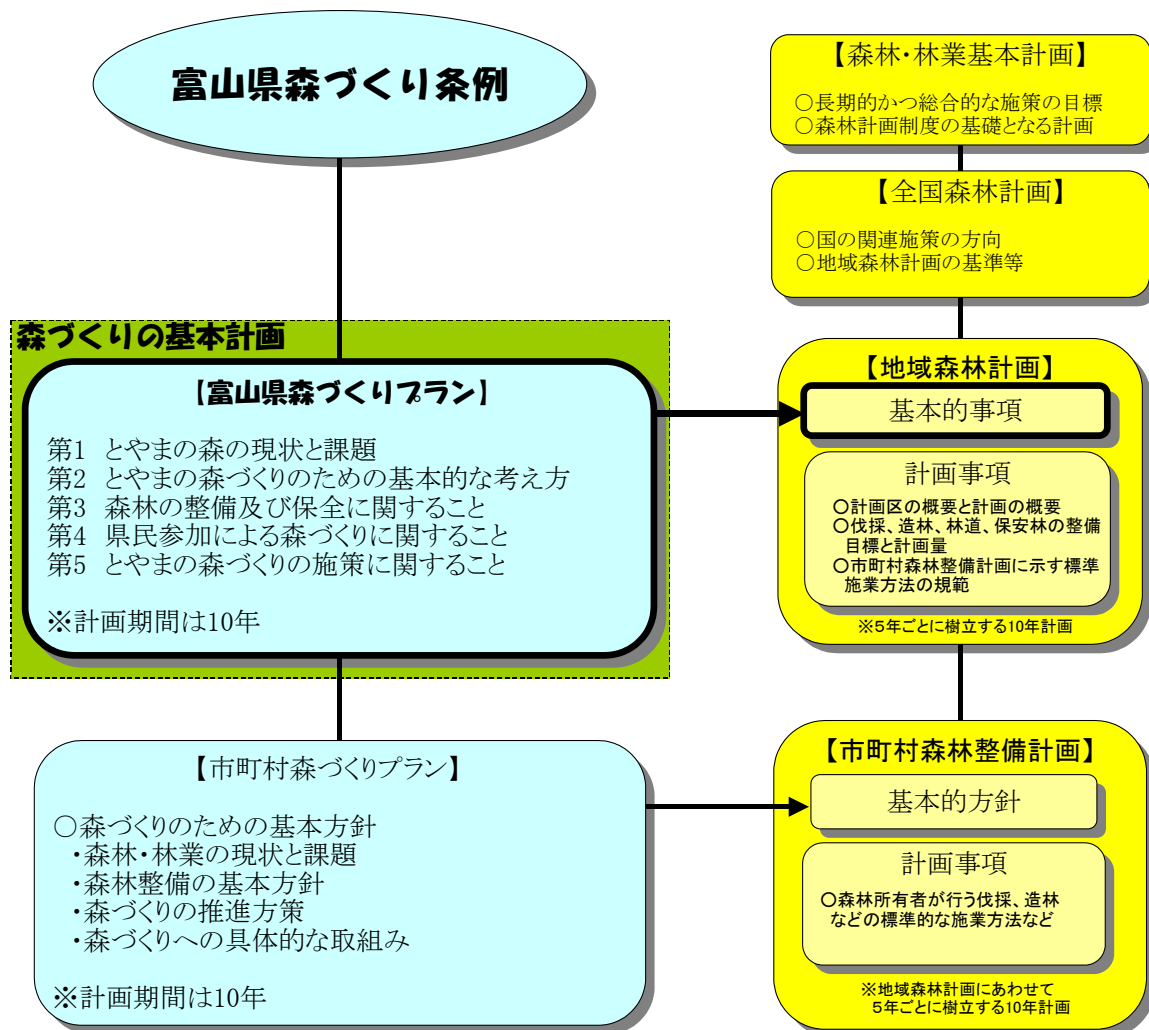 富山県森づくり条例
森づくりの基本計画
【富山県森づくりプラン】
第1 とやまの森の現状と課題
第2 とやまの森づくりのための基本的な考え方
第3 森林の整備及び保全に関すること
第4 県民参加による森づくりに関すること
第5 とやまの森づくりの施策に関すること
※計画期間は10年
【市町村森づくりプラン】
○森づくりのための基本方針
・森林・林業の現状と課題
・森林整備の基本方針
・森づくりの推進方策
・森づくりへの具体的な取組み
※計画期間は10年
【森林・林業基本計画】
○長期的かつ総合的な施策の目標
○森林計画制度の基礎となる計画
【全国森林計画】
○国の関連施策の方向
○地域森林計画の基準等
【地域森林計画】
基本的事項
計画事項
○計画区の概要と計画の概要
○伐採、造林、林道、保安林の整備
目標と計画量
○市町村森林整備計画に示す標準
施業方法の規範
※5年ごとに樹立する10年計画
【市町村森林整備計画】
基本的方針
計画事項
○森林所有者が行う伐採、造林
などの標準的な施業方法など
※地域森林計画にあわせて
5年ごとに樹立する10年計画